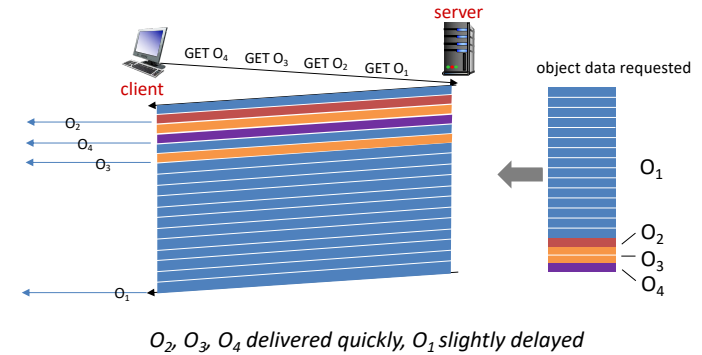 server
GET O₄ GET O₃ GET O₂ GET O₁
client
object data requested
O₂
O₄
O₃
O₁
O₁
O₂
O₃
O₄
O₂, O₃, O₄ delivered quickly, O₁ slightly delayed